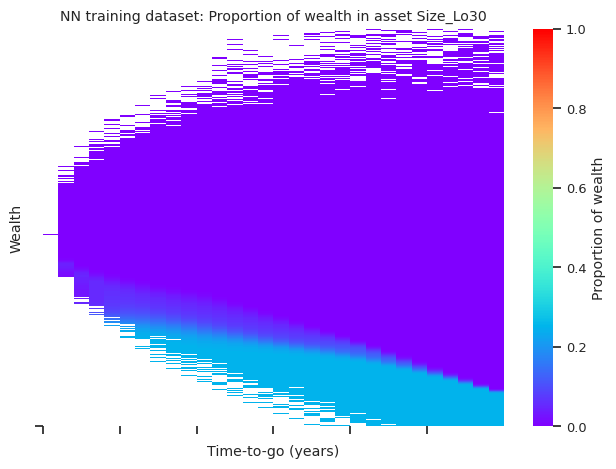 NN training dataset: Proportion of wealth in asset Size_Lo30
Wealth
Time-to-go (years)
1.0
0.8
0.6
0.4
0.2
0.0
Proportion of wealth